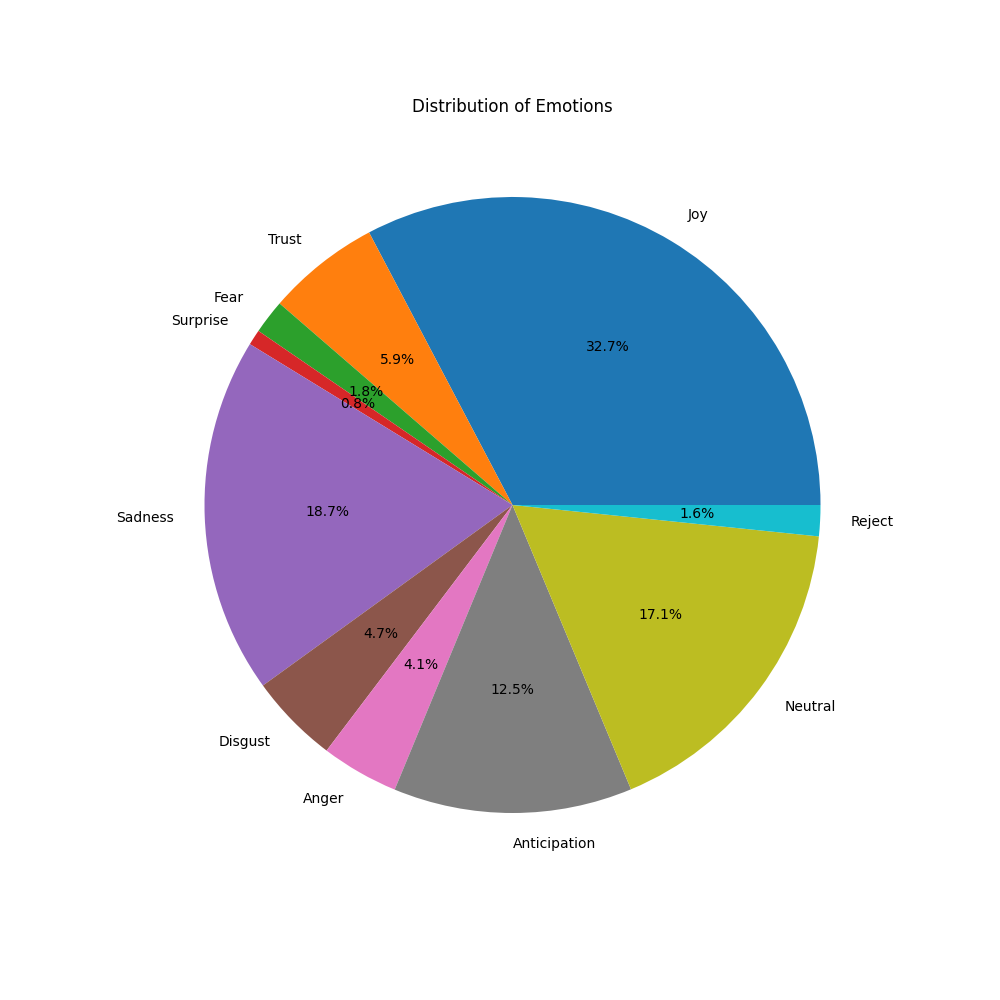 Distribution of Emotions
Joy
32.7%
Trust
5.9%
Fear
1.8%
Surprise
0.8%
Sadness
18.7%
Disgust
4.7%
Anger
4.1%
Anticipation
12.5%
Neutral
17.1%
Reject
1.6%